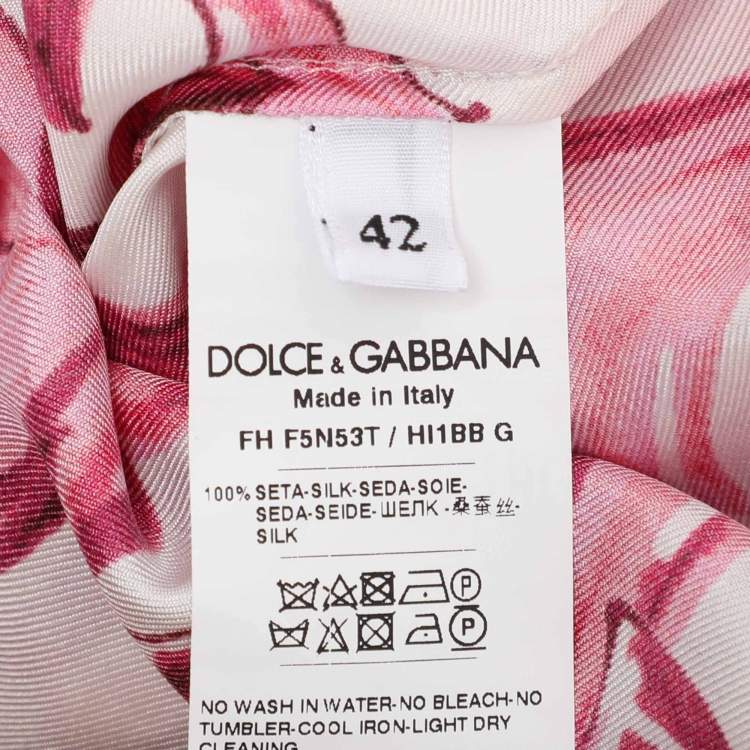 42
DOLCE & GABBANA
Made in Italy
FH F5N53T / HI1BB G
100% SETA-SILK-SEDA-SOIE-
SEDA-SEIDE-ШЕЛК -桑蚕丝-
SILK
P
P
NO WASH IN WATER-NO BLEACH-NO
TUMBLER-COOL IRON-LIGHT DRY
CLEANING